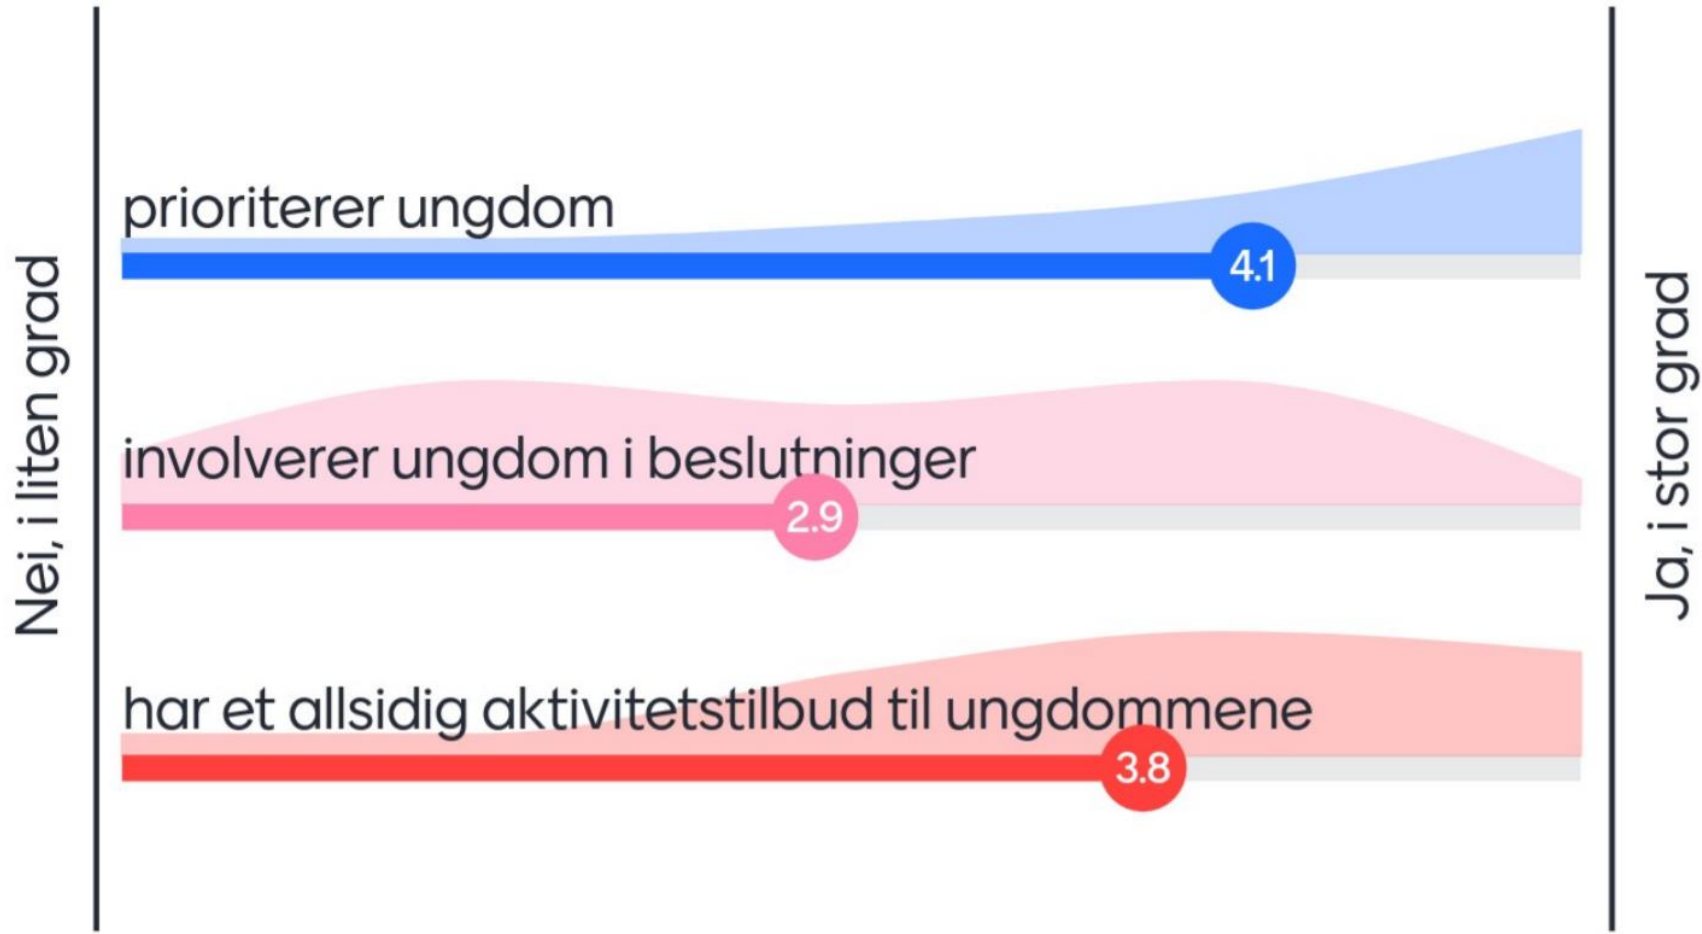 Nei, i liten grad
prioriterer ungdom
4.1
involverer ungdom i beslutninger
2.9
har et allsidig aktivitetstilbud til ungdommene
3.8
Ja, i stor grad